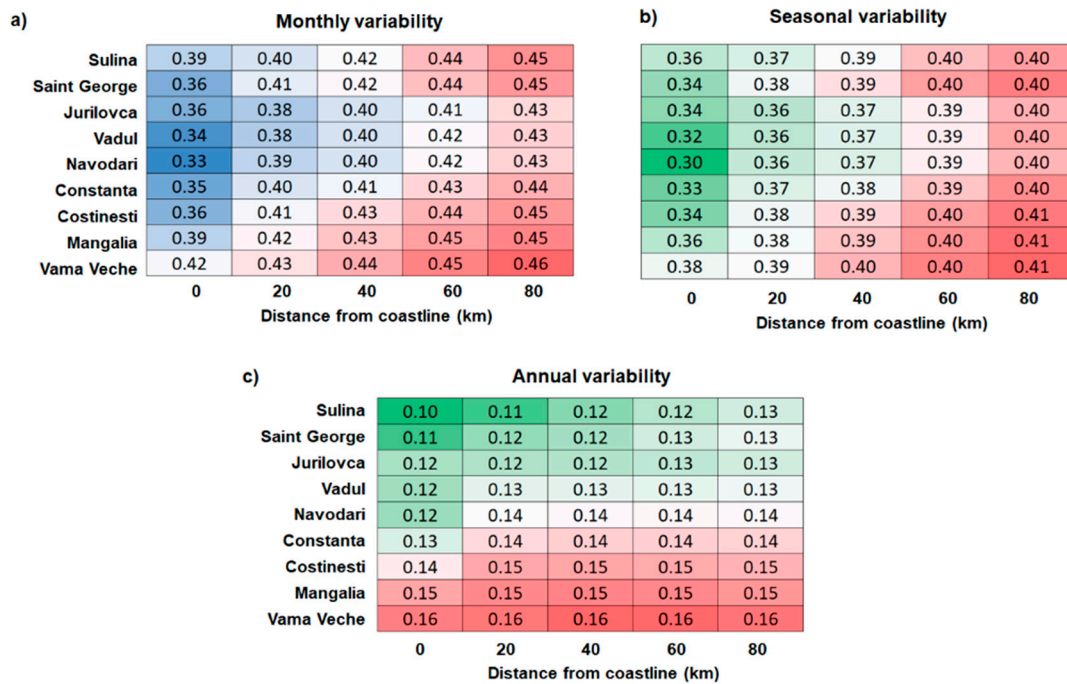 a)
Monthly variability
Sulina 0.39 0.40 0.42 0.44 0.45
Saint George 0.36 0.41 0.42 0.44 0.45
Jurilovca 0.36 0.38 0.40 0.41 0.43
Vadul 0.34 0.38 0.40 0.42 0.43
Navodari 0.33 0.39 0.40 0.42 0.43
Constanta 0.35 0.40 0.41 0.43 0.44
Costinesti 0.36 0.41 0.43 0.44 0.45
Mangalia 0.39 0.42 0.43 0.45 0.45
Vama Veche 0.42 0.43 0.44 0.45 0.46
0 20 40 60 80
Distance from coastline (km)
b)
Seasonal variability
0.36 0.37 0.39 0.40 0.40
0.34 0.38 0.39 0.40 0.40
0.34 0.36 0.37 0.39 0.40
0.32 0.36 0.37 0.39 0.40
0.30 0.36 0.37 0.39 0.40
0.33 0.37 0.38 0.39 0.40
0.34 0.38 0.39 0.40 0.41
0.36 0.38 0.39 0.40 0.41
0.38 0.39 0.40 0.40 0.41
0 20 40 60 80
Distance from coastline (km)
c)
Annual variability
Sulina 0.10 0.11 0.12 0.12 0.13
Saint George 0.11 0.12 0.12 0.13 0.13
Jurilovca 0.12 0.12 0.12 0.13 0.13
Vadul 0.12 0.13 0.13 0.13 0.13
Navodari 0.12 0.14 0.14 0.14 0.14
Constanta 0.13 0.14 0.14 0.14 0.14
Costinesti 0.14 0.15 0.15 0.15 0.15
Mangalia 0.15 0.15 0.15 0.15 0.15
Vama Veche 0.16 0.16 0.16 0.16 0.16
0 20 40 60 80
Distance from coastline (km)